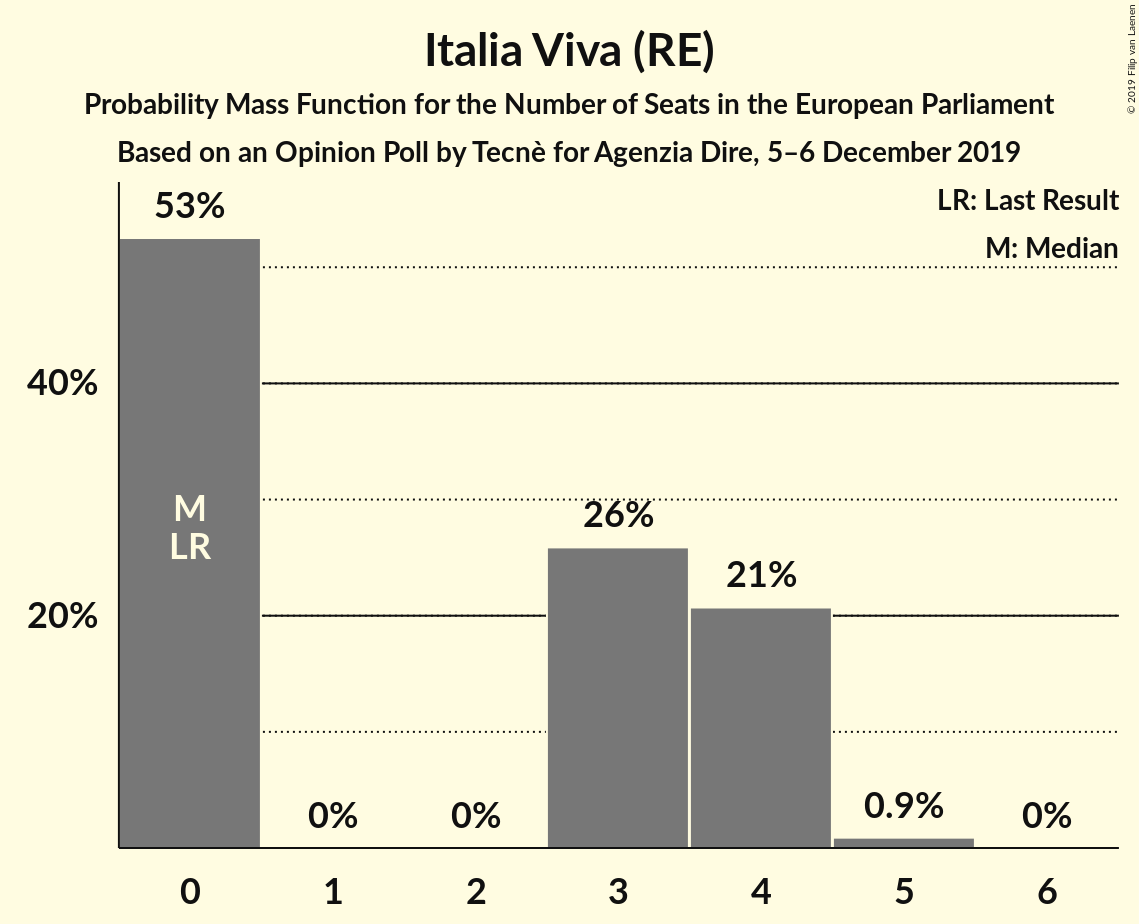 Italia Viva (RE)
Probability Mass Function for the Number of Seats in the European Parliament
Based on an Opinion Poll by Tecnè for Agenzia Dire, 5–6 December 2019
© 2019 Filip van Laenen
LR: Last Result
M: Median
53%
40%
20%
M
LR
0%
0%
26%
21%
0.9%
0%
0 1 2 3 4 5 6